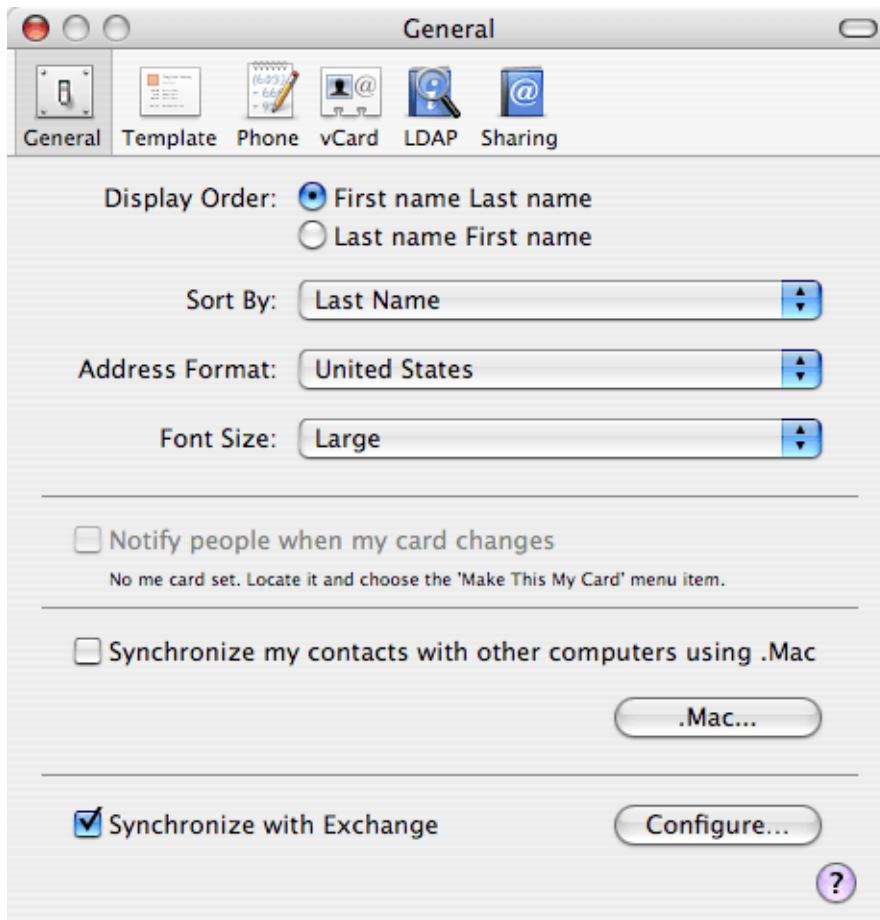 General
General Template Phone vCard LDAP Sharing
Display Order: First name Last name
Last name First name
Sort By: Last Name
Address Format: United States
Font Size: Large
Notify people when my card changes
No me card set. Locate it and choose the 'Make This My Card' menu item.
Synchronize my contacts with other computers using .Mac
.Mac...
Synchronize with Exchange Configure...
?